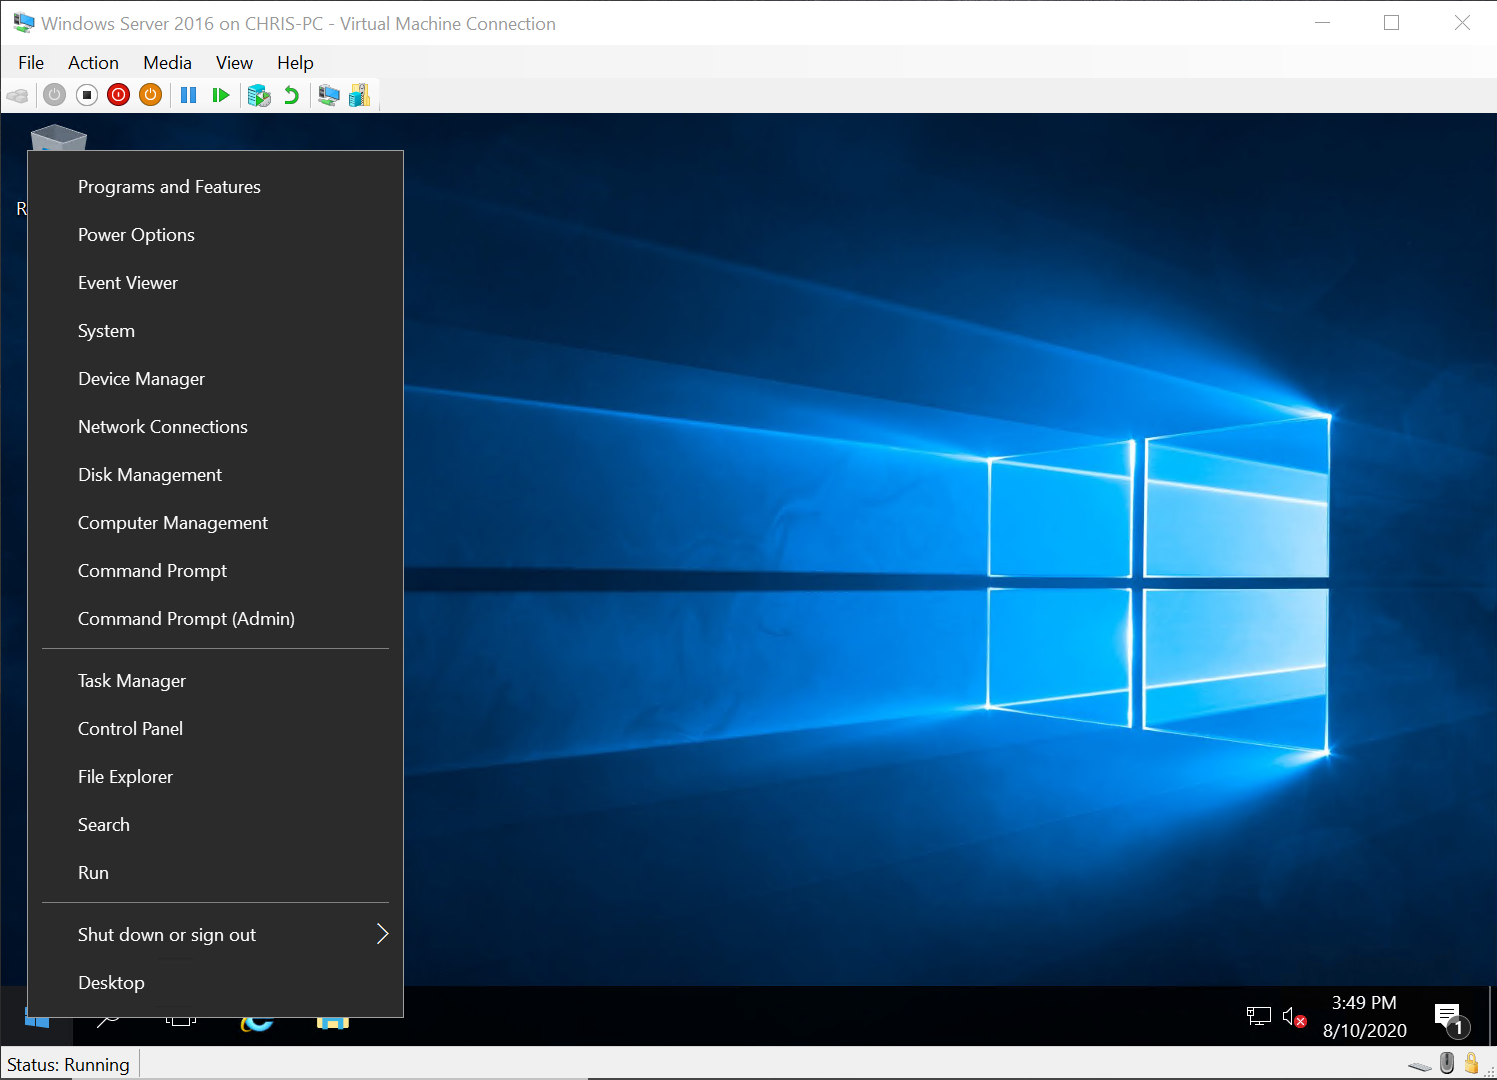 Windows Server 2016 on CHRIS-PC - Virtual Machine Connection
File Action Media View Help
R
Programs and Features
Power Options
Event Viewer
System
Device Manager
Network Connections
Disk Management
Computer Management
Command Prompt
Command Prompt (Admin)
Task Manager
Control Panel
File Explorer
Search
Run
Shut down or sign out
Desktop
3:49 PM
8/10/2020
1
Status: Running